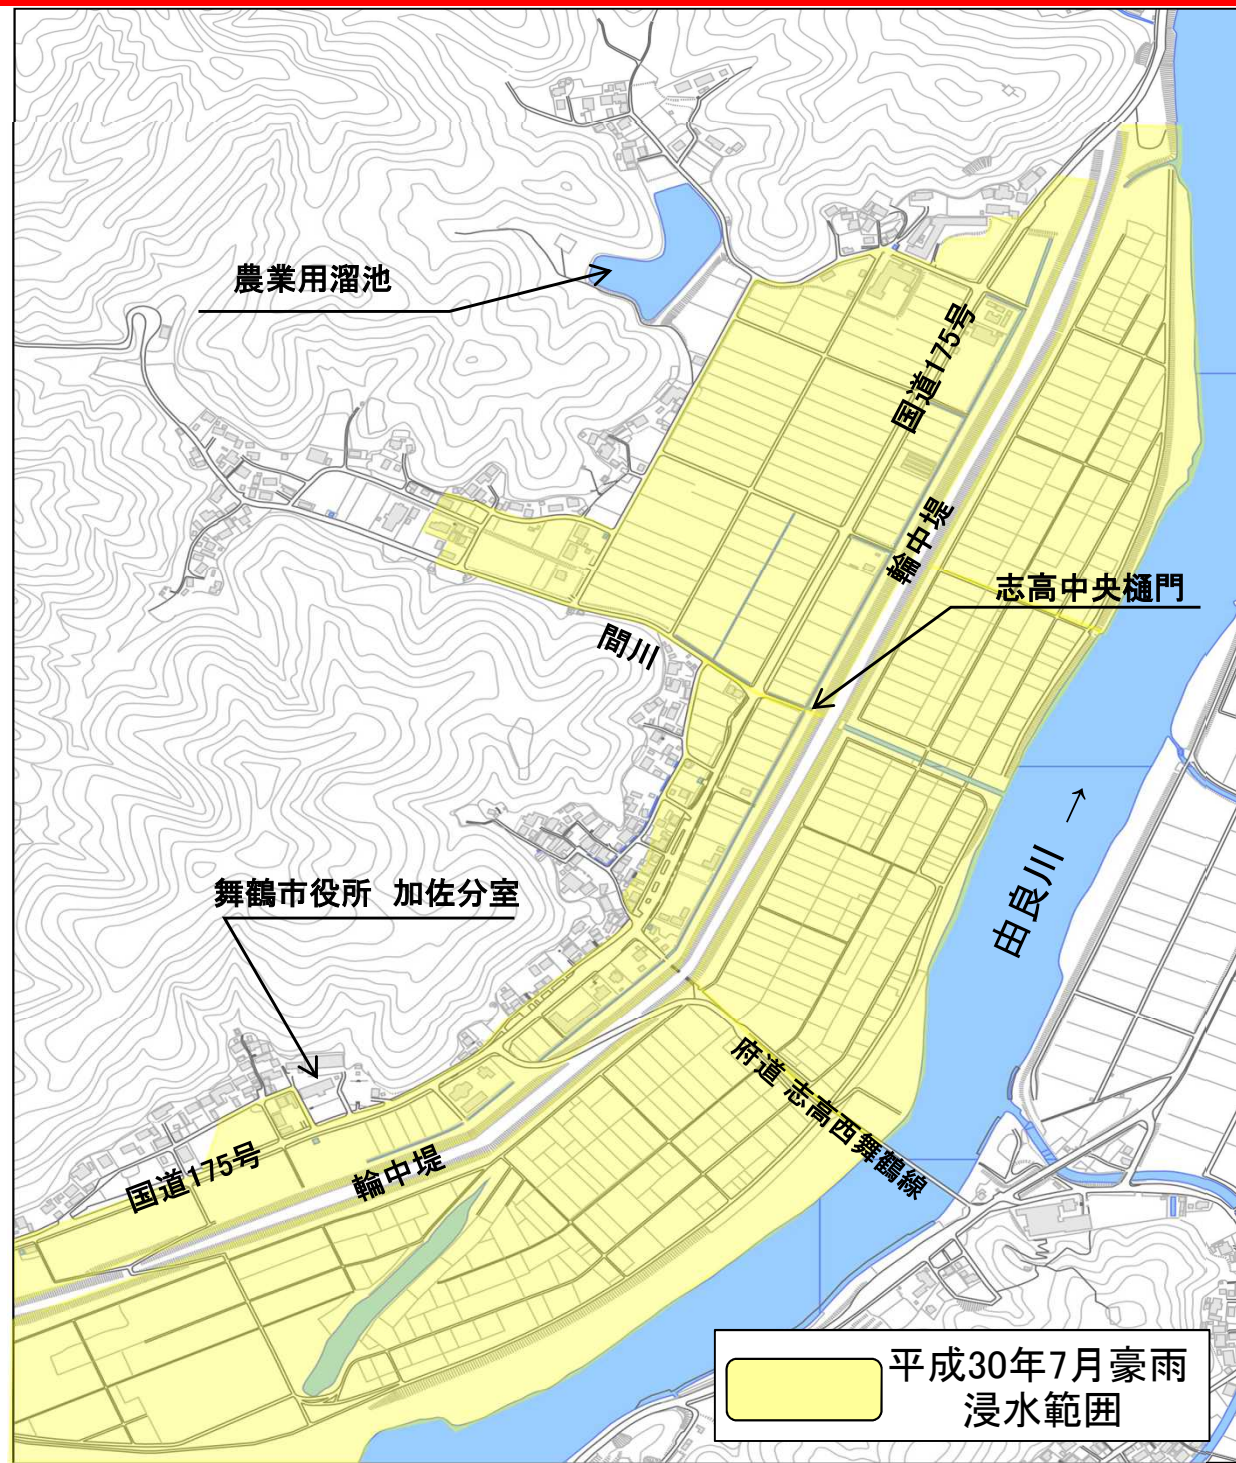 農業用溜池
国道175号
輪中堤
志高中央樋門
間川
由良川 →
舞鶴市役所 加佐分室
府道 志高西舞鶴線
国道175号
輪中堤
平成30年7月豪雨
浸水範囲